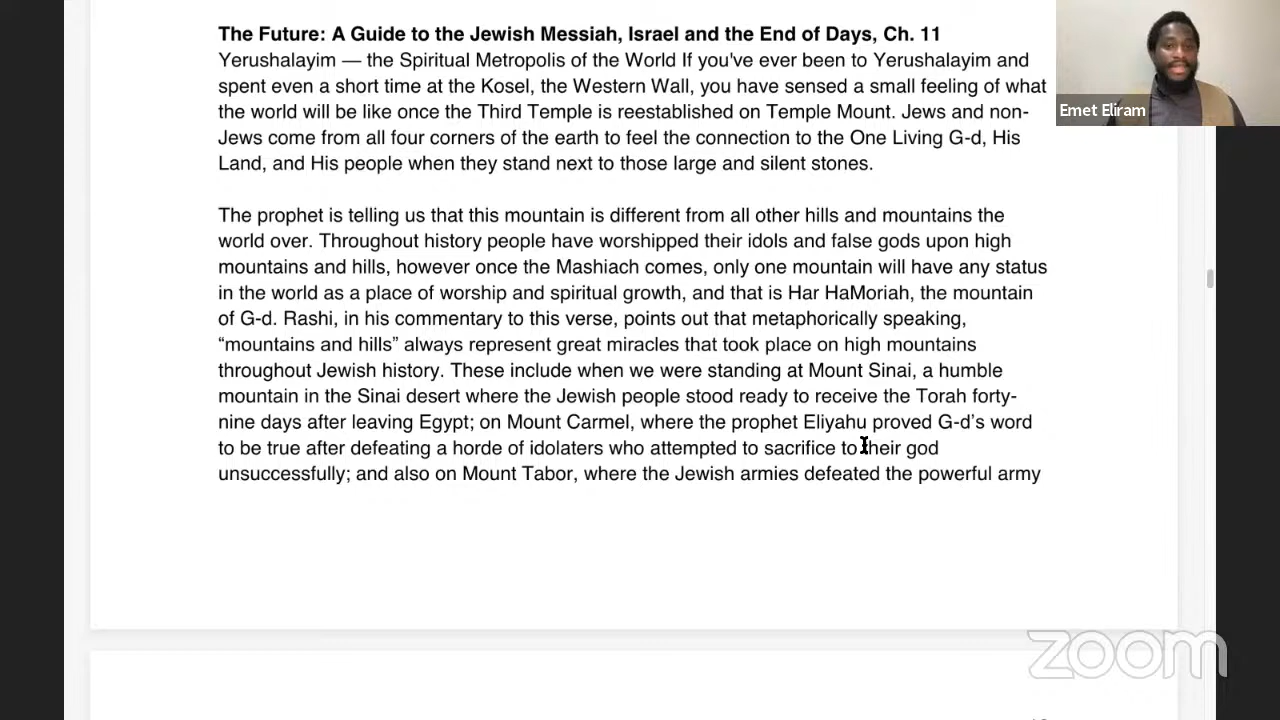 The Future: A Guide to the Jewish Messiah, Israel and the End of Days, Ch. 11
Yerushalayim — the Spiritual Metropolis of the World If you've ever been to Yerushalayim and
spent even a short time at the Kosel, the Western Wall, you have sensed a small feeling of what
the world will be like once the Third Temple is reestablished on Temple Mount. Jews and non-
Jews come from all four corners of the earth to feel the connection to the One Living G-d, His
Land, and His people when they stand next to those large and silent stones.
The prophet is telling us that this mountain is different from all other hills and mountains the
world over. Throughout history people have worshipped their idols and false gods upon high
mountains and hills, however once the Mashiach comes, only one mountain will have any status
in the world as a place of worship and spiritual growth, and that is Har HaMoriah, the mountain
of G-d. Rashi, in his commentary to this verse, points out that metaphorically speaking,
“mountains and hills” always represent great miracles that took place on high mountains
throughout Jewish history. These include when we were standing at Mount Sinai, a humble
mountain in the Sinai desert where the Jewish people stood ready to receive the Torah forty-
nine days after leaving Egypt; on Mount Carmel, where the prophet Eliyahu proved G-d’s word
to be true after defeating a horde of idolaters who attempted to sacrifice to their god
unsuccessfully; and also on Mount Tabor, where the Jewish armies defeated the powerful army
Emet Eliram
zoom